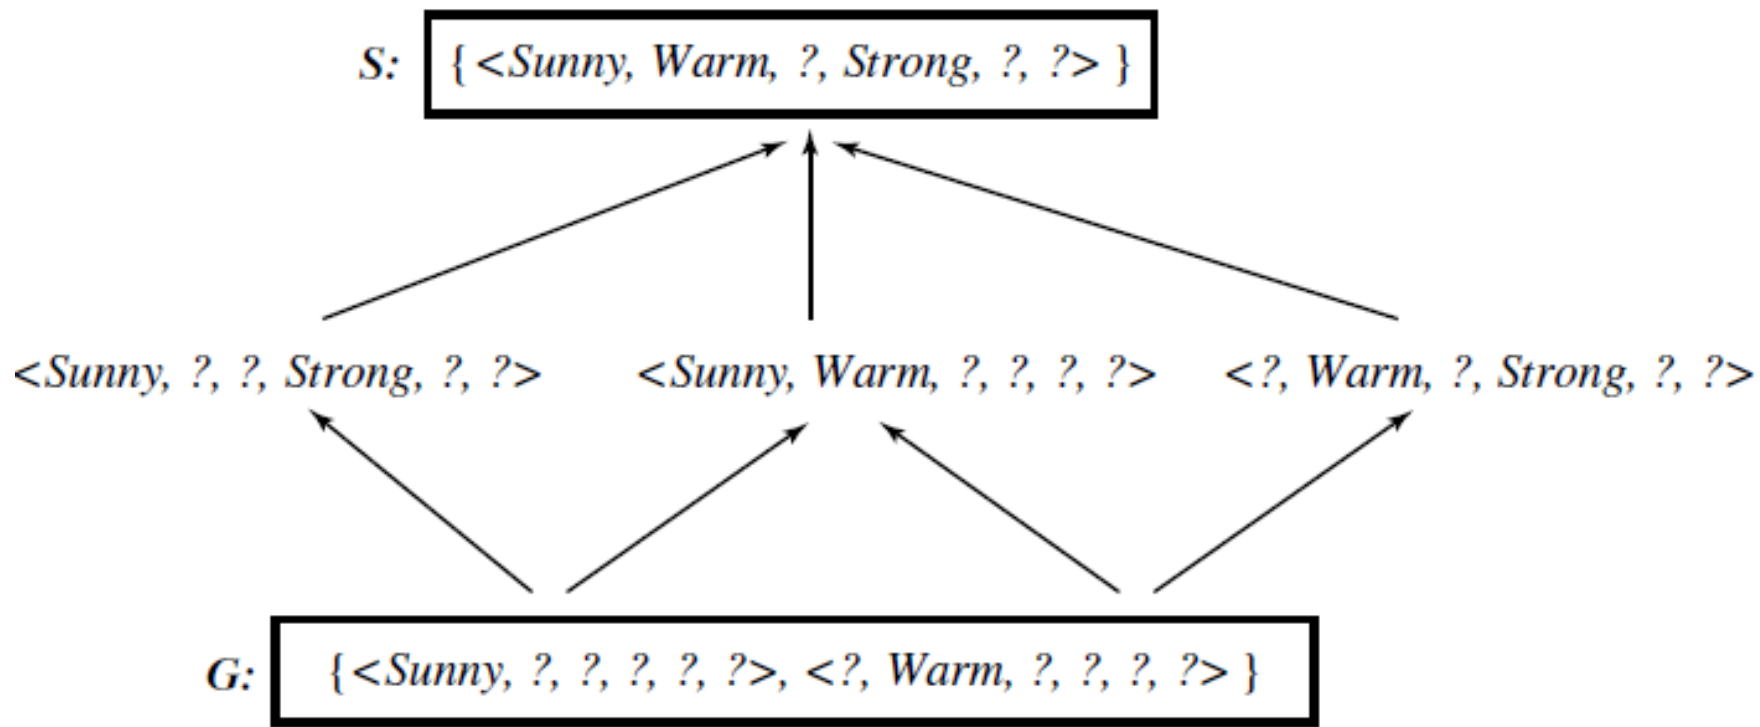 S: { <Sunny, Warm, ?, Strong, ?, ?> }
<Sunny, ?, ?, Strong, ?, ?> <Sunny, Warm, ?, ?, ?, ?> <?, Warm, ?, Strong, ?, ?>
G: { <Sunny, ?, ?, ?, ?, ?>, <?, Warm, ?, ?, ?, ?> }